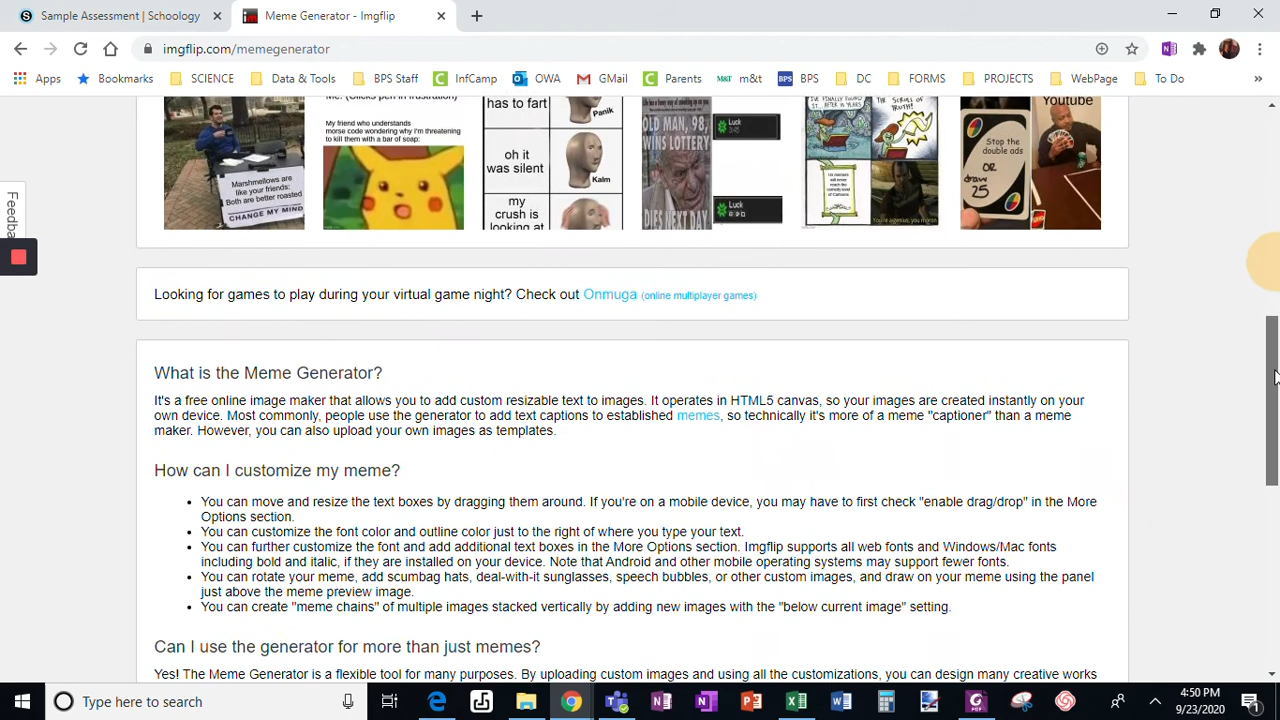 Sample Assessment | Schoology
Meme Generator - Imgflip
imgflip.com/memegenerator
Apps
Bookmarks
SCIENCE
Data & Tools
BPS Staff
InfCamp
OWA
GMail
Parents
m&t
BPS
DC
FORMS
PROJECTS
WebPage
To Do
»
Marshmellows are
like your friends:
Both are better roasted
CHANGE MY MIND
Me: (Clicks pen in frustration)
My friend who understands
morse code wondering why I'm threatening
to kill them with a bar of soap:
has to fart
Panik
oh it
was silent
Kalm
my
crush is
looking at
OLD MAN, 98,
WINS LOTTERY
DIES NEXT DAY
Luck
Luck
THE SCROLL OF
TRUTH!
Youtube
Stop the
double ads
OR
draw
25
Feedba
Looking for games to play during your virtual game night? Check out Onmuga (online multiplayer games)
What is the Meme Generator?
It's a free online image maker that allows you to add custom resizable text to images. It operates in HTML5 canvas, so your images are created instantly on your
own device. Most commonly, people use the generator to add text captions to established memes, so technically it's more of a meme "captioner" than a meme
maker. However, you can also upload your own images as templates.
How can I customize my meme?
• You can move and resize the text boxes by dragging them around. If you're on a mobile device, you may have to first check "enable drag/drop" in the More
Options section.
• You can customize the font color and outline color just to the right of where you type your text.
• You can further customize the font and add additional text boxes in the More Options section. Imgflip supports all web fonts and Windows/Mac fonts
including bold and italic, if they are installed on your device. Note that Android and other mobile operating systems may support fewer fonts.
• You can rotate your meme, add scumbag hats, deal-with-it sunglasses, speech bubbles, or other custom images, and draw on your meme using the panel
just above the meme preview image.
• You can create "meme chains" of multiple images stacked vertically by adding new images with the "below current image" setting.
Can I use the generator for more than just memes?
Yes! The Meme Generator is a flexible tool for many purposes. By uploading custom images and using all the customizations, you can design many creative works
Type here to search
4:50 PM
9/23/2020